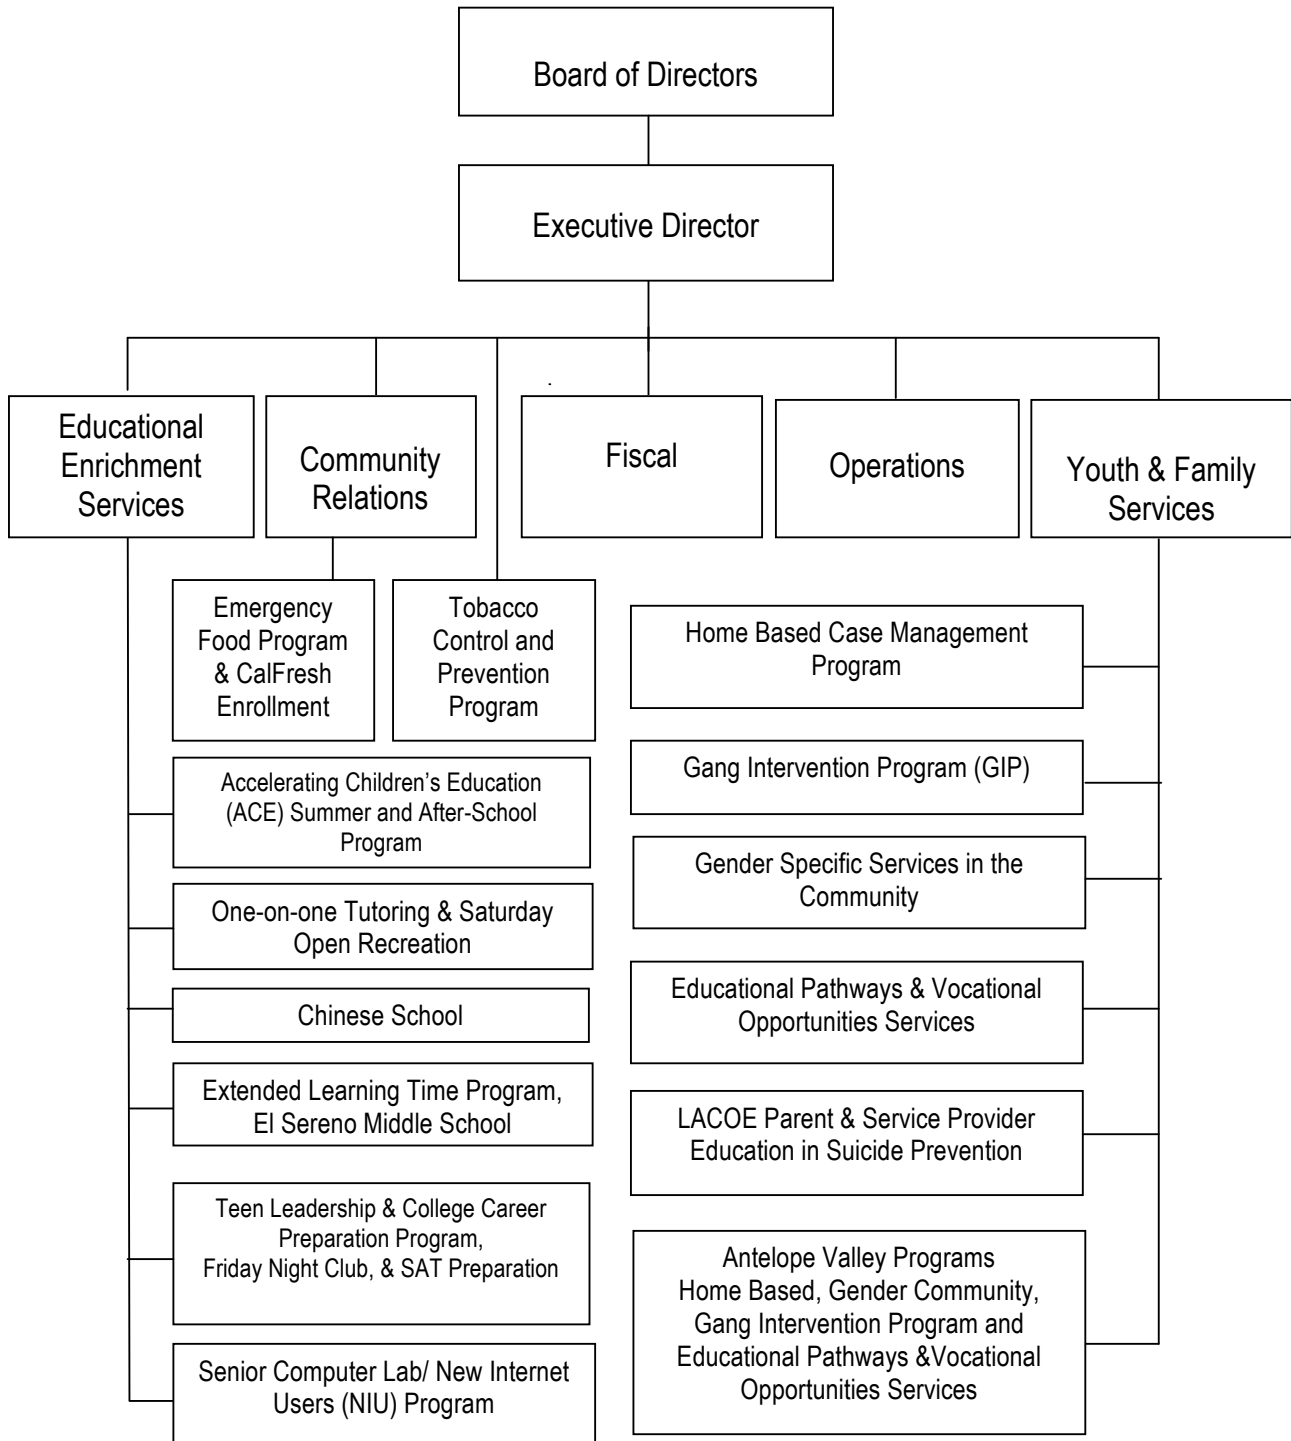 Board of Directors
Executive Director
Educational
Enrichment
Services
Community
Relations
Fiscal
Operations
Youth & Family
Services
Emergency
Food Program
& CalFresh
Enrollment
Tobacco
Control and
Prevention
Program
Accelerating Children’s Education
(ACE) Summer and After-School
Program
One-on-one Tutoring & Saturday
Open Recreation
Chinese School
Extended Learning Time Program,
El Sereno Middle School
Teen Leadership & College Career
Preparation Program,
Friday Night Club, & SAT Preparation
Senior Computer Lab/ New Internet
Users (NIU) Program
Home Based Case Management
Program
Gang Intervention Program (GIP)
Gender Specific Services in the
Community
Educational Pathways & Vocational
Opportunities Services
LACOE Parent & Service Provider
Education in Suicide Prevention
Antelope Valley Programs
Home Based, Gender Community,
Gang Intervention Program and
Educational Pathways &Vocational
Opportunities Services